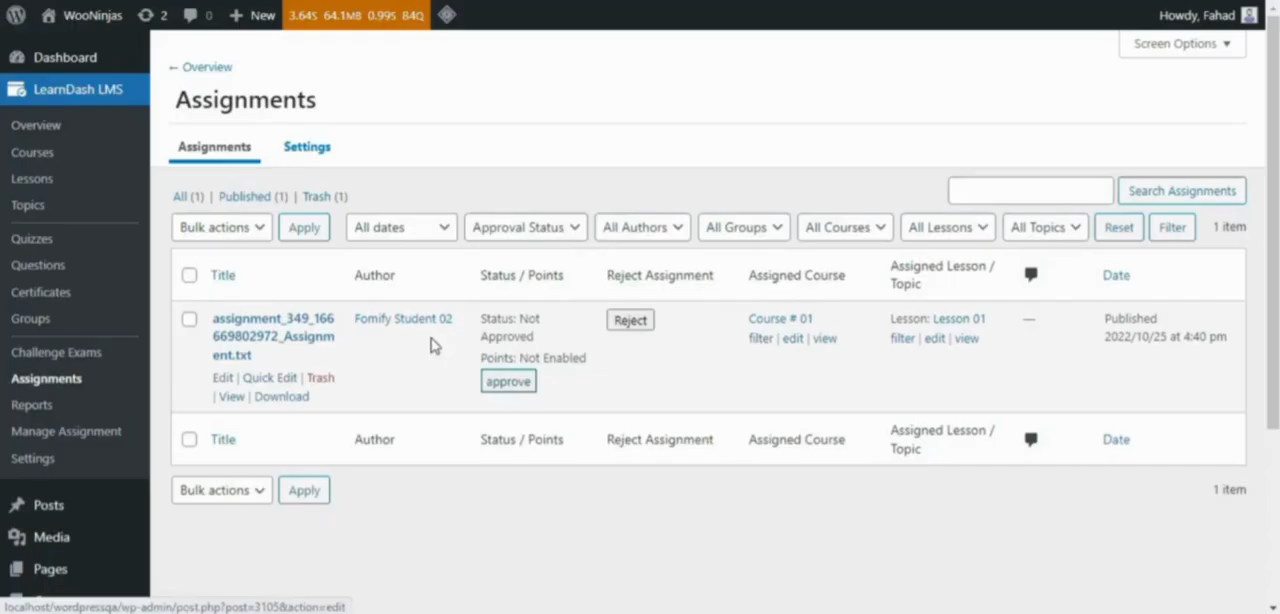 WooNinjas 2 0 New 3.64S 64.1MB 0.99S 84Q Howdy, Fahad
Screen Options
Dashboard
LearnDash LMS
Overview
Courses
Lessons
Topics
Quizzes
Questions
Certificates
Groups
Challenge Exams
Assignments
Reports
Manage Assignment
Settings
Posts
Media
Pages
← Overview
Assignments
Assignments Settings
All (1) | Published (1) | Trash (1)
Search Assignments
Bulk actions Apply All dates Approval Status All Authors All Groups All Courses All Lessons All Topics Reset Filter 1 item
Title Author Status / Points Reject Assignment Assigned Course Assigned Lesson / Topic Date
assignment_349_166
669802972_Assignm
ent.txt
Edit | Quick Edit | Trash
| View | Download
Fomify Student 02
Status: Not
Approved
Points: Not Enabled
approve
Reject
Course # 01
filter | edit | view
Lesson: Lesson 01
filter | edit | view
—
Published
2022/10/25 at 4:40 pm
Title Author Status / Points Reject Assignment Assigned Course Assigned Lesson / Topic Date
Bulk actions Apply 1 item
localhost/wordpressqa/wp-admin/post.php?post=3105&action=edit